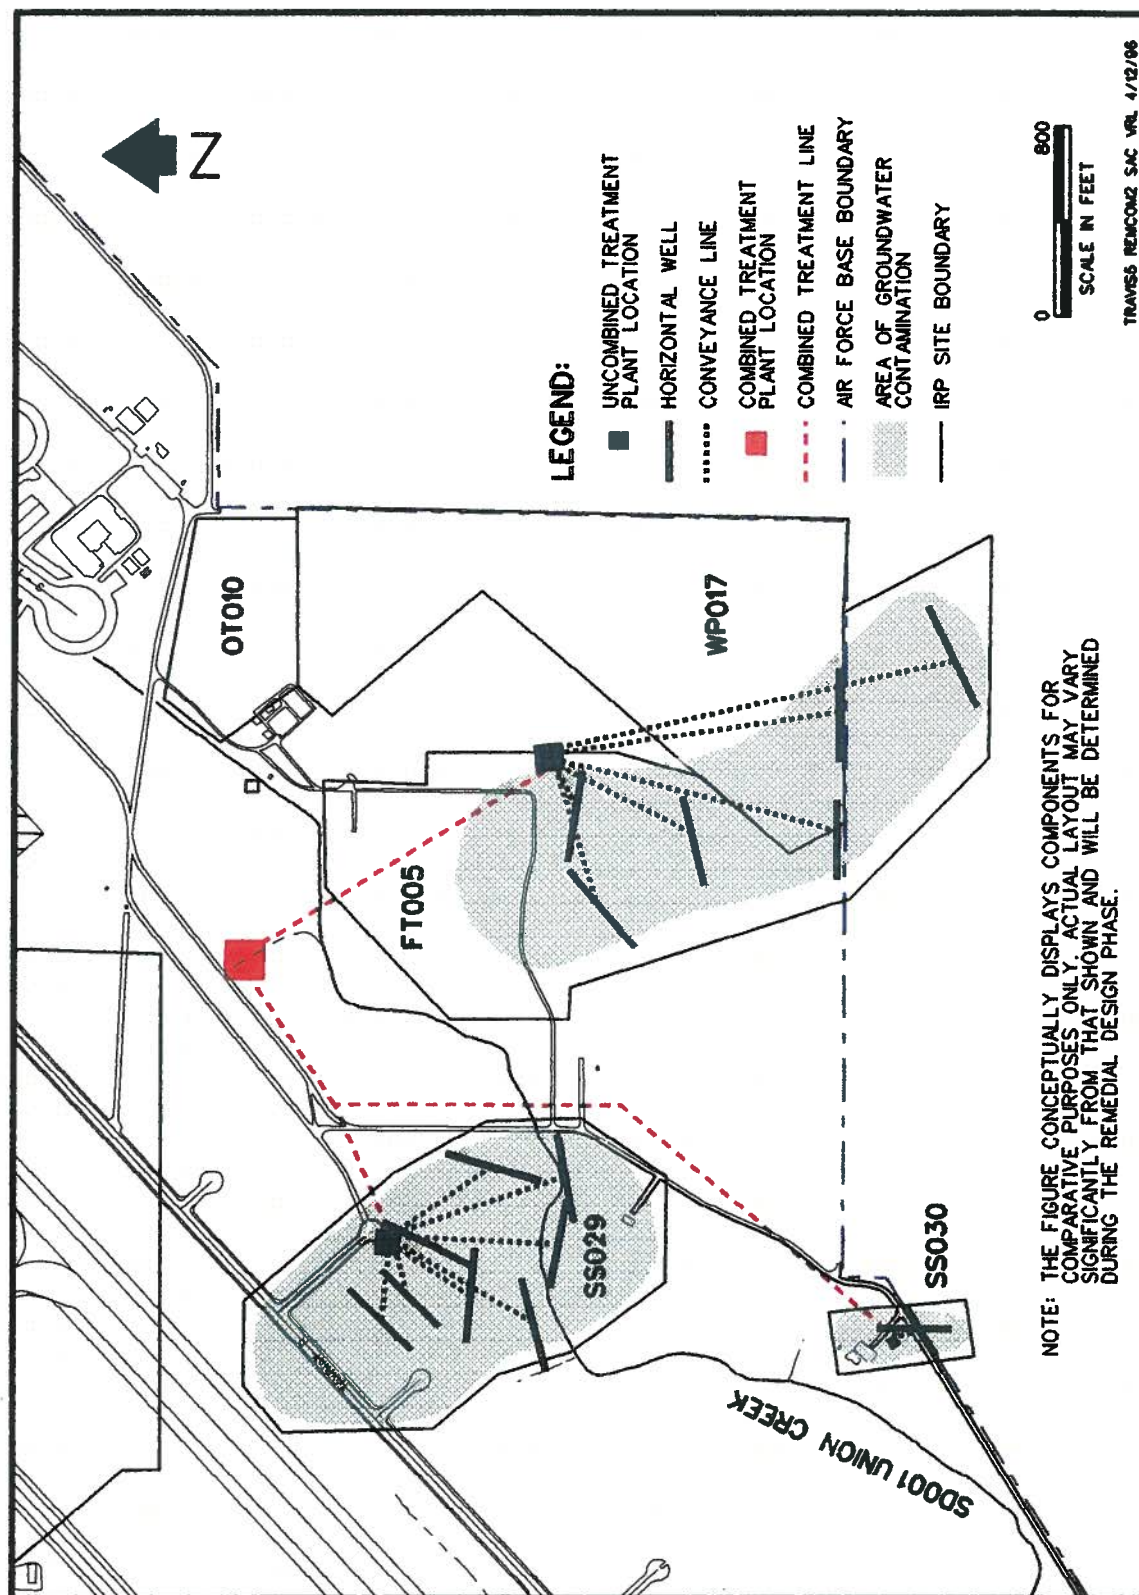 N
OT010
FT005
WP017
SS029
SS030
SD001 UNION CREEK
LEGEND:
UNCOMBINED TREATMENT
PLANT LOCATION
HORIZONTAL WELL
CONVEYANCE LINE
COMBINED TREATMENT
PLANT LOCATION
COMBINED TREATMENT LINE
AIR FORCE BASE BOUNDARY
AREA OF GROUNDWATER
CONTAMINATION
IRP SITE BOUNDARY
0 800
SCALE IN FEET
NOTE: THE FIGURE CONCEPTUALLY DISPLAYS COMPONENTS FOR
COMPARATIVE PURPOSES ONLY. ACTUAL LAYOUT MAY VARY
SIGNIFICANTLY FROM THAT SHOWN AND WILL BE DETERMINED
DURING THE REMEDIAL DESIGN PHASE.
TRAVIS6 REMCOM2 SAC VRL 4/12/96